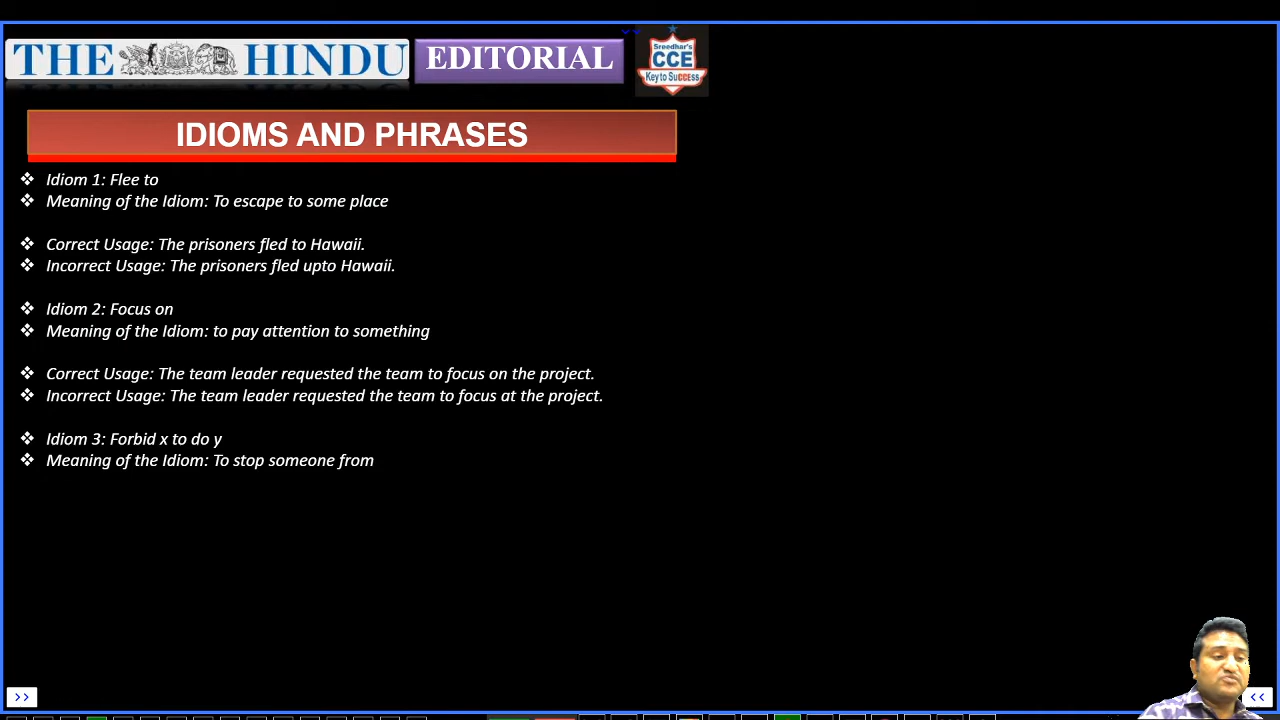 THE HINDU
EDITORIAL
Sreedhar's
CCE
Key to SucCEss
IDIOMS AND PHRASES
❖ Idiom 1: Flee to
❖ Meaning of the Idiom: To escape to some place
❖ Correct Usage: The prisoners fled to Hawaii.
❖ Incorrect Usage: The prisoners fled upto Hawaii.
❖ Idiom 2: Focus on
❖ Meaning of the Idiom: to pay attention to something
❖ Correct Usage: The team leader requested the team to focus on the project.
❖ Incorrect Usage: The team leader requested the team to focus at the project.
❖ Idiom 3: Forbid x to do y
❖ Meaning of the Idiom: To stop someone from
>>
<<